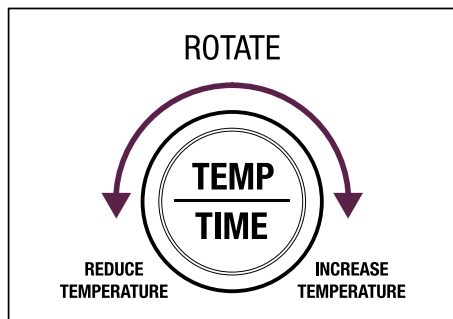 ROTATE
TEMP
TIME
REDUCE
TEMPERATURE
INCREASE
TEMPERATURE